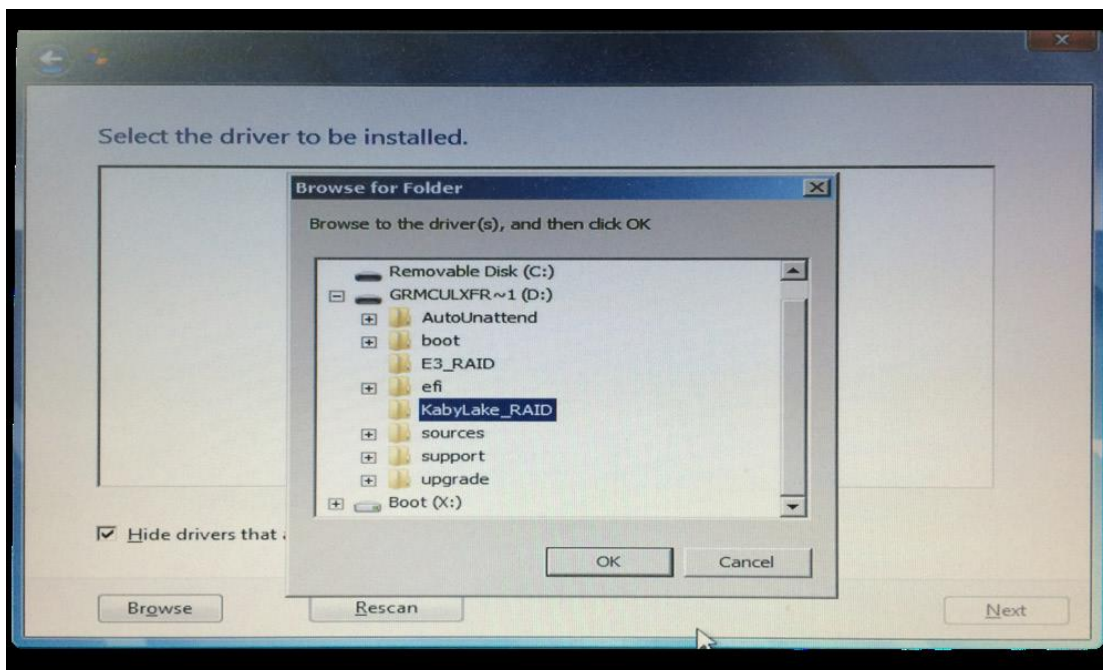 Select the driver to be installed.
Browse for Folder
Browse to the driver(s), and then click OK
Removable Disk (C:)
GRMCULXFR~1 (D:)
AutoUnattend
boot
E3_RAID
efi
KabyLake_RAID
sources
support
upgrade
Boot (X:)
Hide drivers that
OK
Cancel
Browse
Rescan
Next